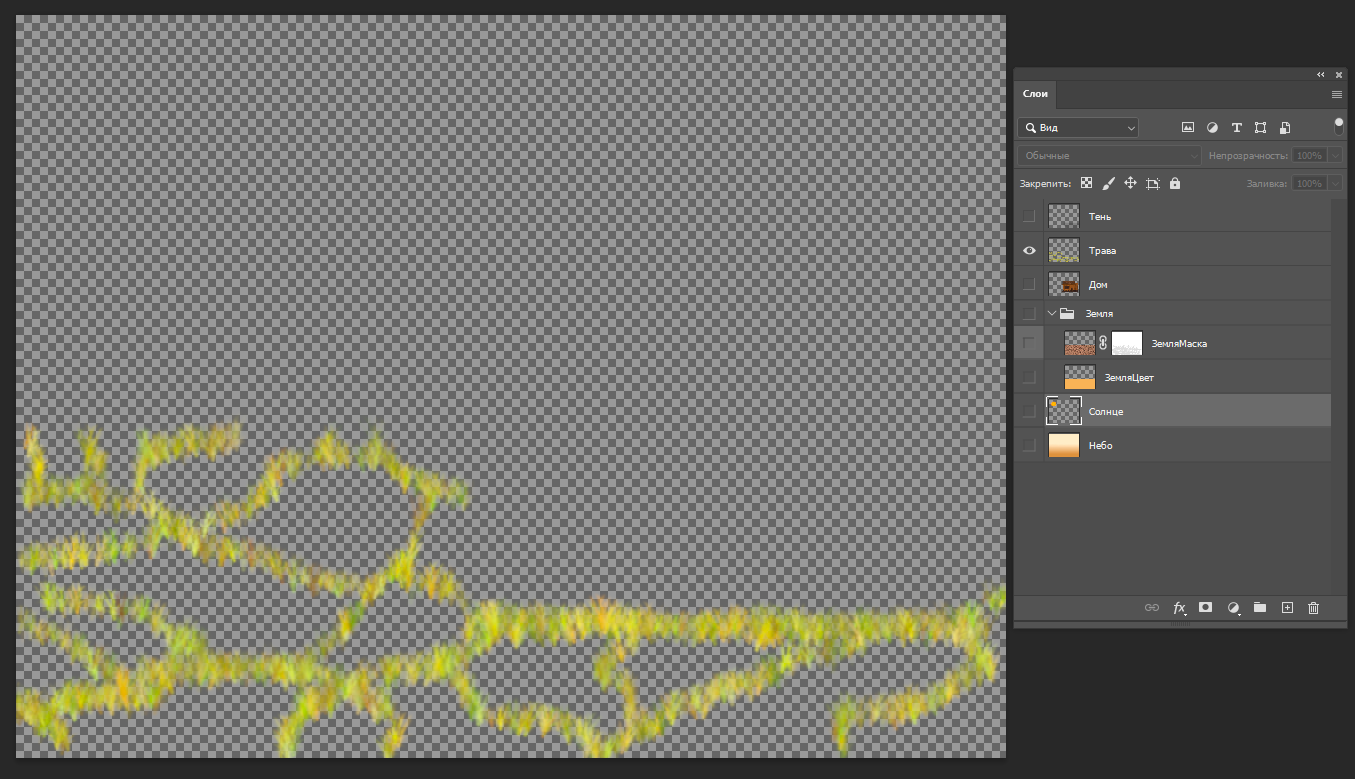 Слои
Вид
Обычные Непрозрачность: 100%
Закрепить: Заливка: 100%
Тень
Трава
Дом
Земля
ЗемляМаска
ЗемляЦвет
Солнце
Небо
fx